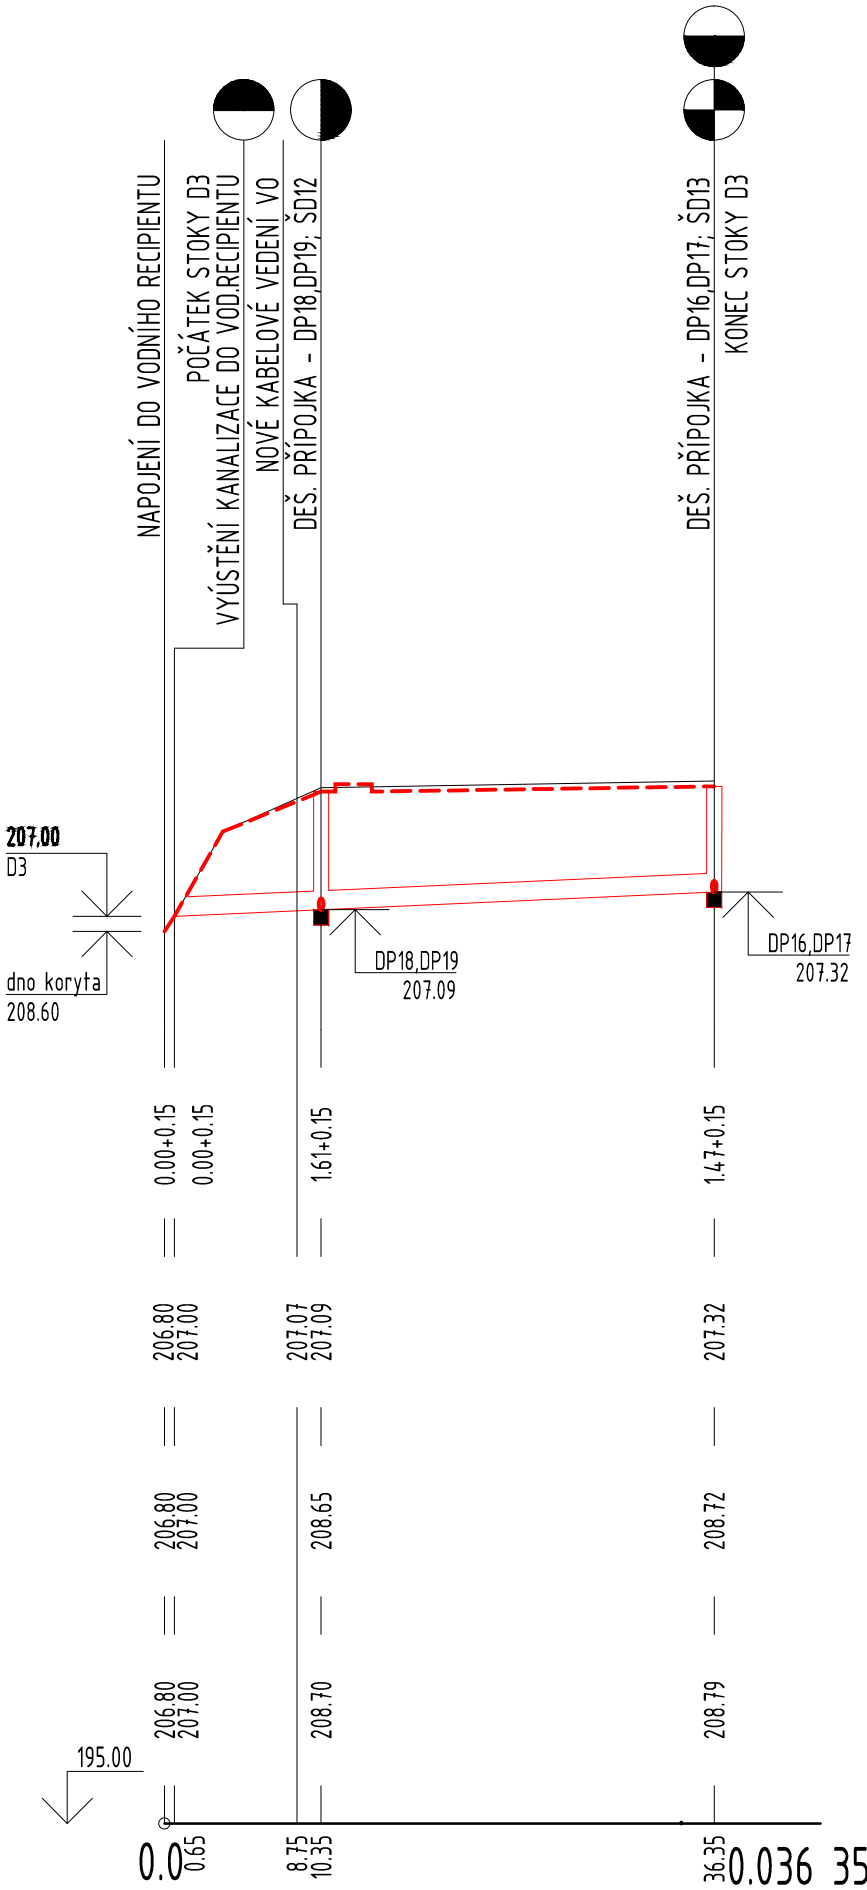 NAPOJENÍ DO VODNÍHO RECIPIENTU
POČÁTEK STOKY D3
VYÚSTĚNÍ KANALIZACE DO VOD.RECIPIENTU
NOVÉ KABELOVÉ VEDENÍ VO
DEŠ. PŘÍPOJKA - DP18,DP19; ŠD12
DEŠ. PŘÍPOJKA - DP16,DP17; ŠD13
KONEC STOKY D3
207.00
D3
dno koryta
208.60
DP18,DP19
207.09
DP16,DP17
207.32
0.00+0.15
0.00+0.15
1.61+0.15
1.47+0.15
206.80
207.00
207.07
207.09
207.32
206.80
207.00
208.65
208.72
206.80
207.00
208.70
208.79
195.00
0.0
0.65
8.75
10.35
36.35
0.036 35